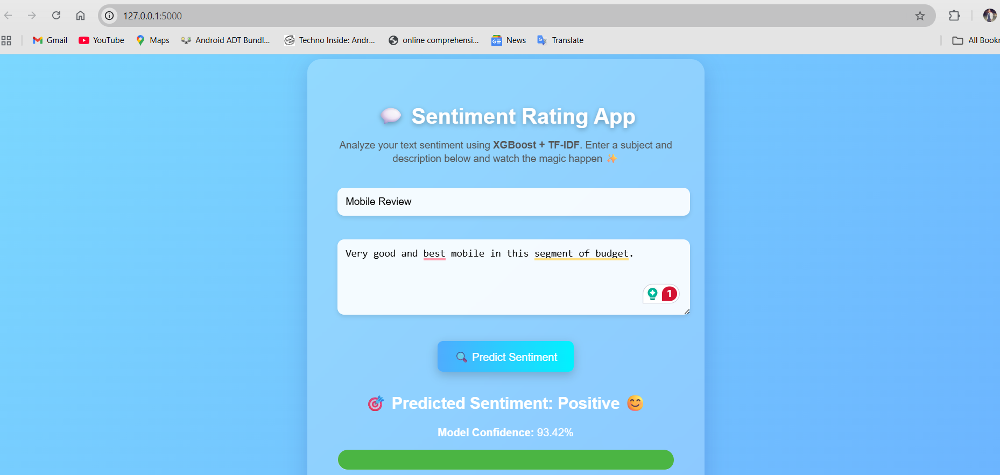 127.0.0.1:5000
Gmail YouTube Maps Android ADT Bundl... Techno Inside: Andr... online comprehensi... News Translate All Book
Sentiment Rating App
Analyze your text sentiment using XGBoost + TF-IDF. Enter a subject and
description below and watch the magic happen ✨
Mobile Review
Very good and best mobile in this segment of budget.
1
🔍 Predict Sentiment
🎯 Predicted Sentiment: Positive 😊
Model Confidence: 93.42%